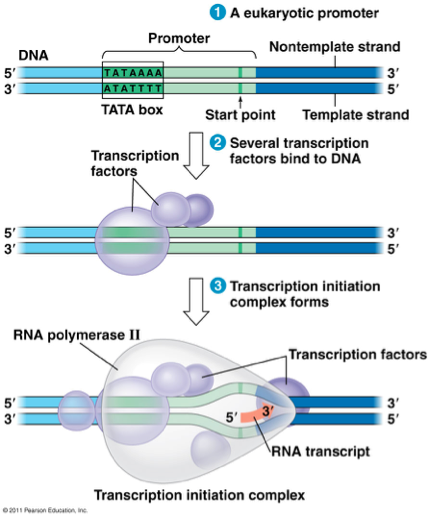 1 A eukaryotic promoter
Promoter
Nontemplate strand
DNA
5′ TATAAAA 3′
3′ ATATTTT 5′
TATA box
Start point
Template strand
2 Several transcription
factors bind to DNA
Transcription
factors
5′ 3′
3′ 5′
3 Transcription initiation
complex forms
RNA polymerase II
Transcription factors
5′ 3′
3′ 5′
5′ 3′
RNA transcript
Transcription initiation complex
© 2011 Pearson Education, Inc.